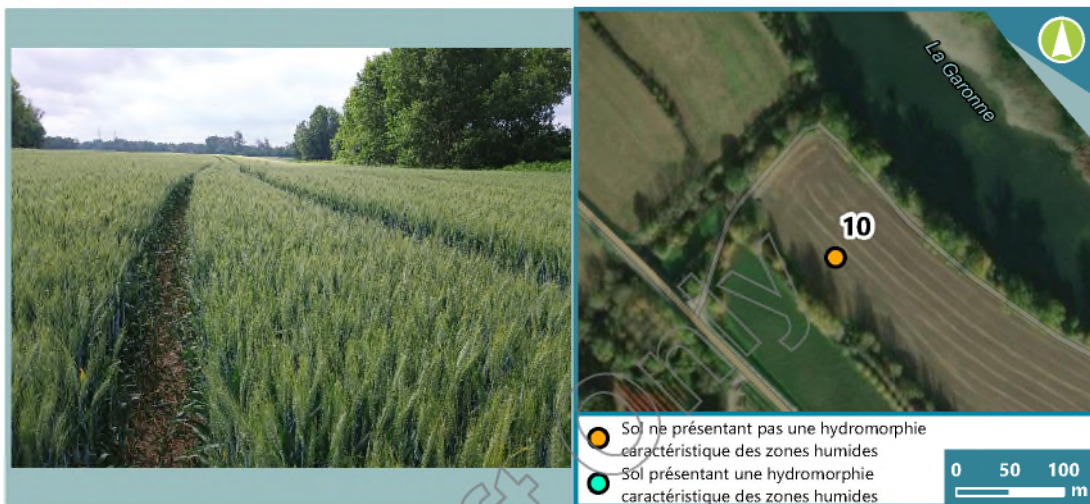 La Garonne
10
Sol ne présentant pas une hydromorphie
caractéristique des zones humides
Sol présentant une hydromorphie
caractéristique des zones humides
0 50 100
m